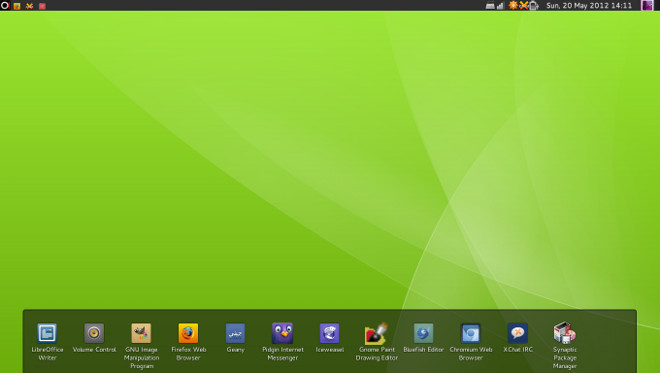 Sun, 20 May 2012 14:11
LibreOffice
Writer
Volume Control
GNU Image
Manipulation
Program
Firefox Web
Browser
Geany
Pidgin Internet
Messenger
Iceweasel
Gnome Paint
Drawing Editor
Bluefish Editor
Chromium Web
Browser
XChat IRC
Synaptic
Package
Manager